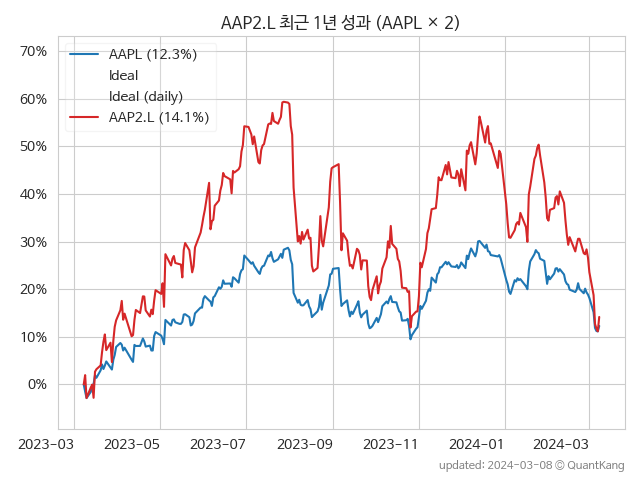 AAP2.L 최근 1년 성과 (AAPL × 2)
70%
60%
50%
40%
30%
20%
10%
0%
AAPL (12.3%)
Ideal
Ideal (daily)
AAP2.L (14.1%)
2023-03 2023-05 2023-07 2023-09 2023-11 2024-01 2024-03
updated: 2024-03-08 © QuantKang